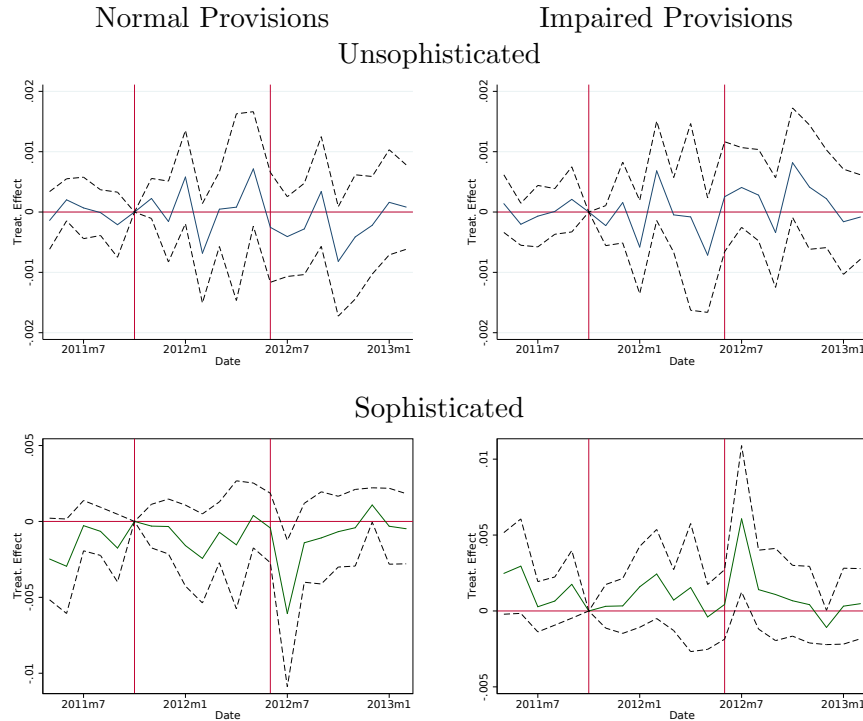 Normal Provisions
Impaired Provisions
Unsophisticated
Treat. Effect
.002
.001
0
-.001
-.002
2011m7
2012m1
2012m7
2013m1
Date
Treat. Effect
.002
.001
0
-.001
-.002
2011m7
2012m1
2012m7
2013m1
Date
Sophisticated
Treat. Effect
.005
0
-.005
-.01
2011m7
2012m1
2012m7
2013m1
Date
Treat. Effect
.01
.005
0
-.005
2011m7
2012m1
2012m7
2013m1
Date